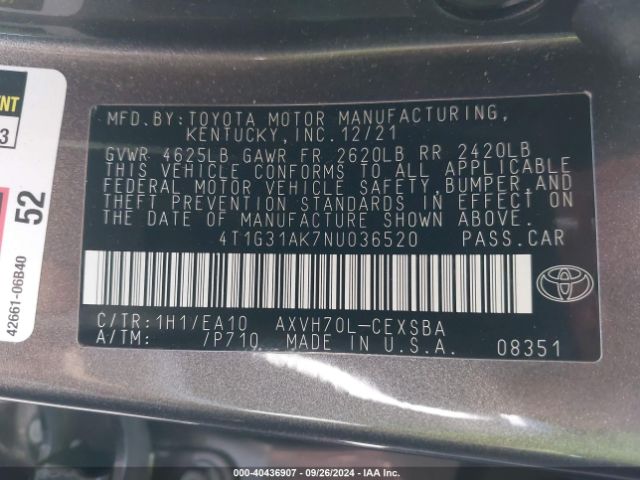 MFD.BY:TOYOTA MOTOR MANUFACTURING,
KENTUCKY,INC.12/21
GVWR 4625LB GAWR FR 2620LB RR 2420LB
THIS VEHICLE CONFORMS TO ALL APPLICABLE
FEDERAL MOTOR VEHICLE SAFETY,BUMPER,AND
THEFT PREVENTION STANDARDS IN EFFECT ON
THE DATE OF MANUFACTURE SHOWN ABOVE.
4T1G31AK7NU036520 PASS.CAR
C/TR:1H1/EA10 AXVH70L-CEXSBA
A/TM: /P710 MADE IN U.S.A. 08351
52
42661-06B40
000-40436907 - 09/26/2024 - IAA Inc.